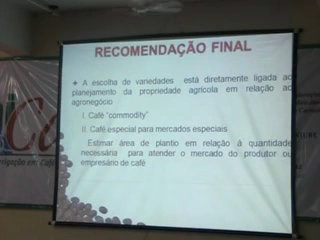 RECOMENDAÇÃO FINAL
+ A escolha de variedades está diretamente ligada ao
planejamento da propriedade agrícola em relação ao
agronegócio
I. Café "commodity"
II. Café especial para mercados especiais
Estimar área de plantio em relação à quantidade
necessária para atender o mercado do produtor ou
empresário de café